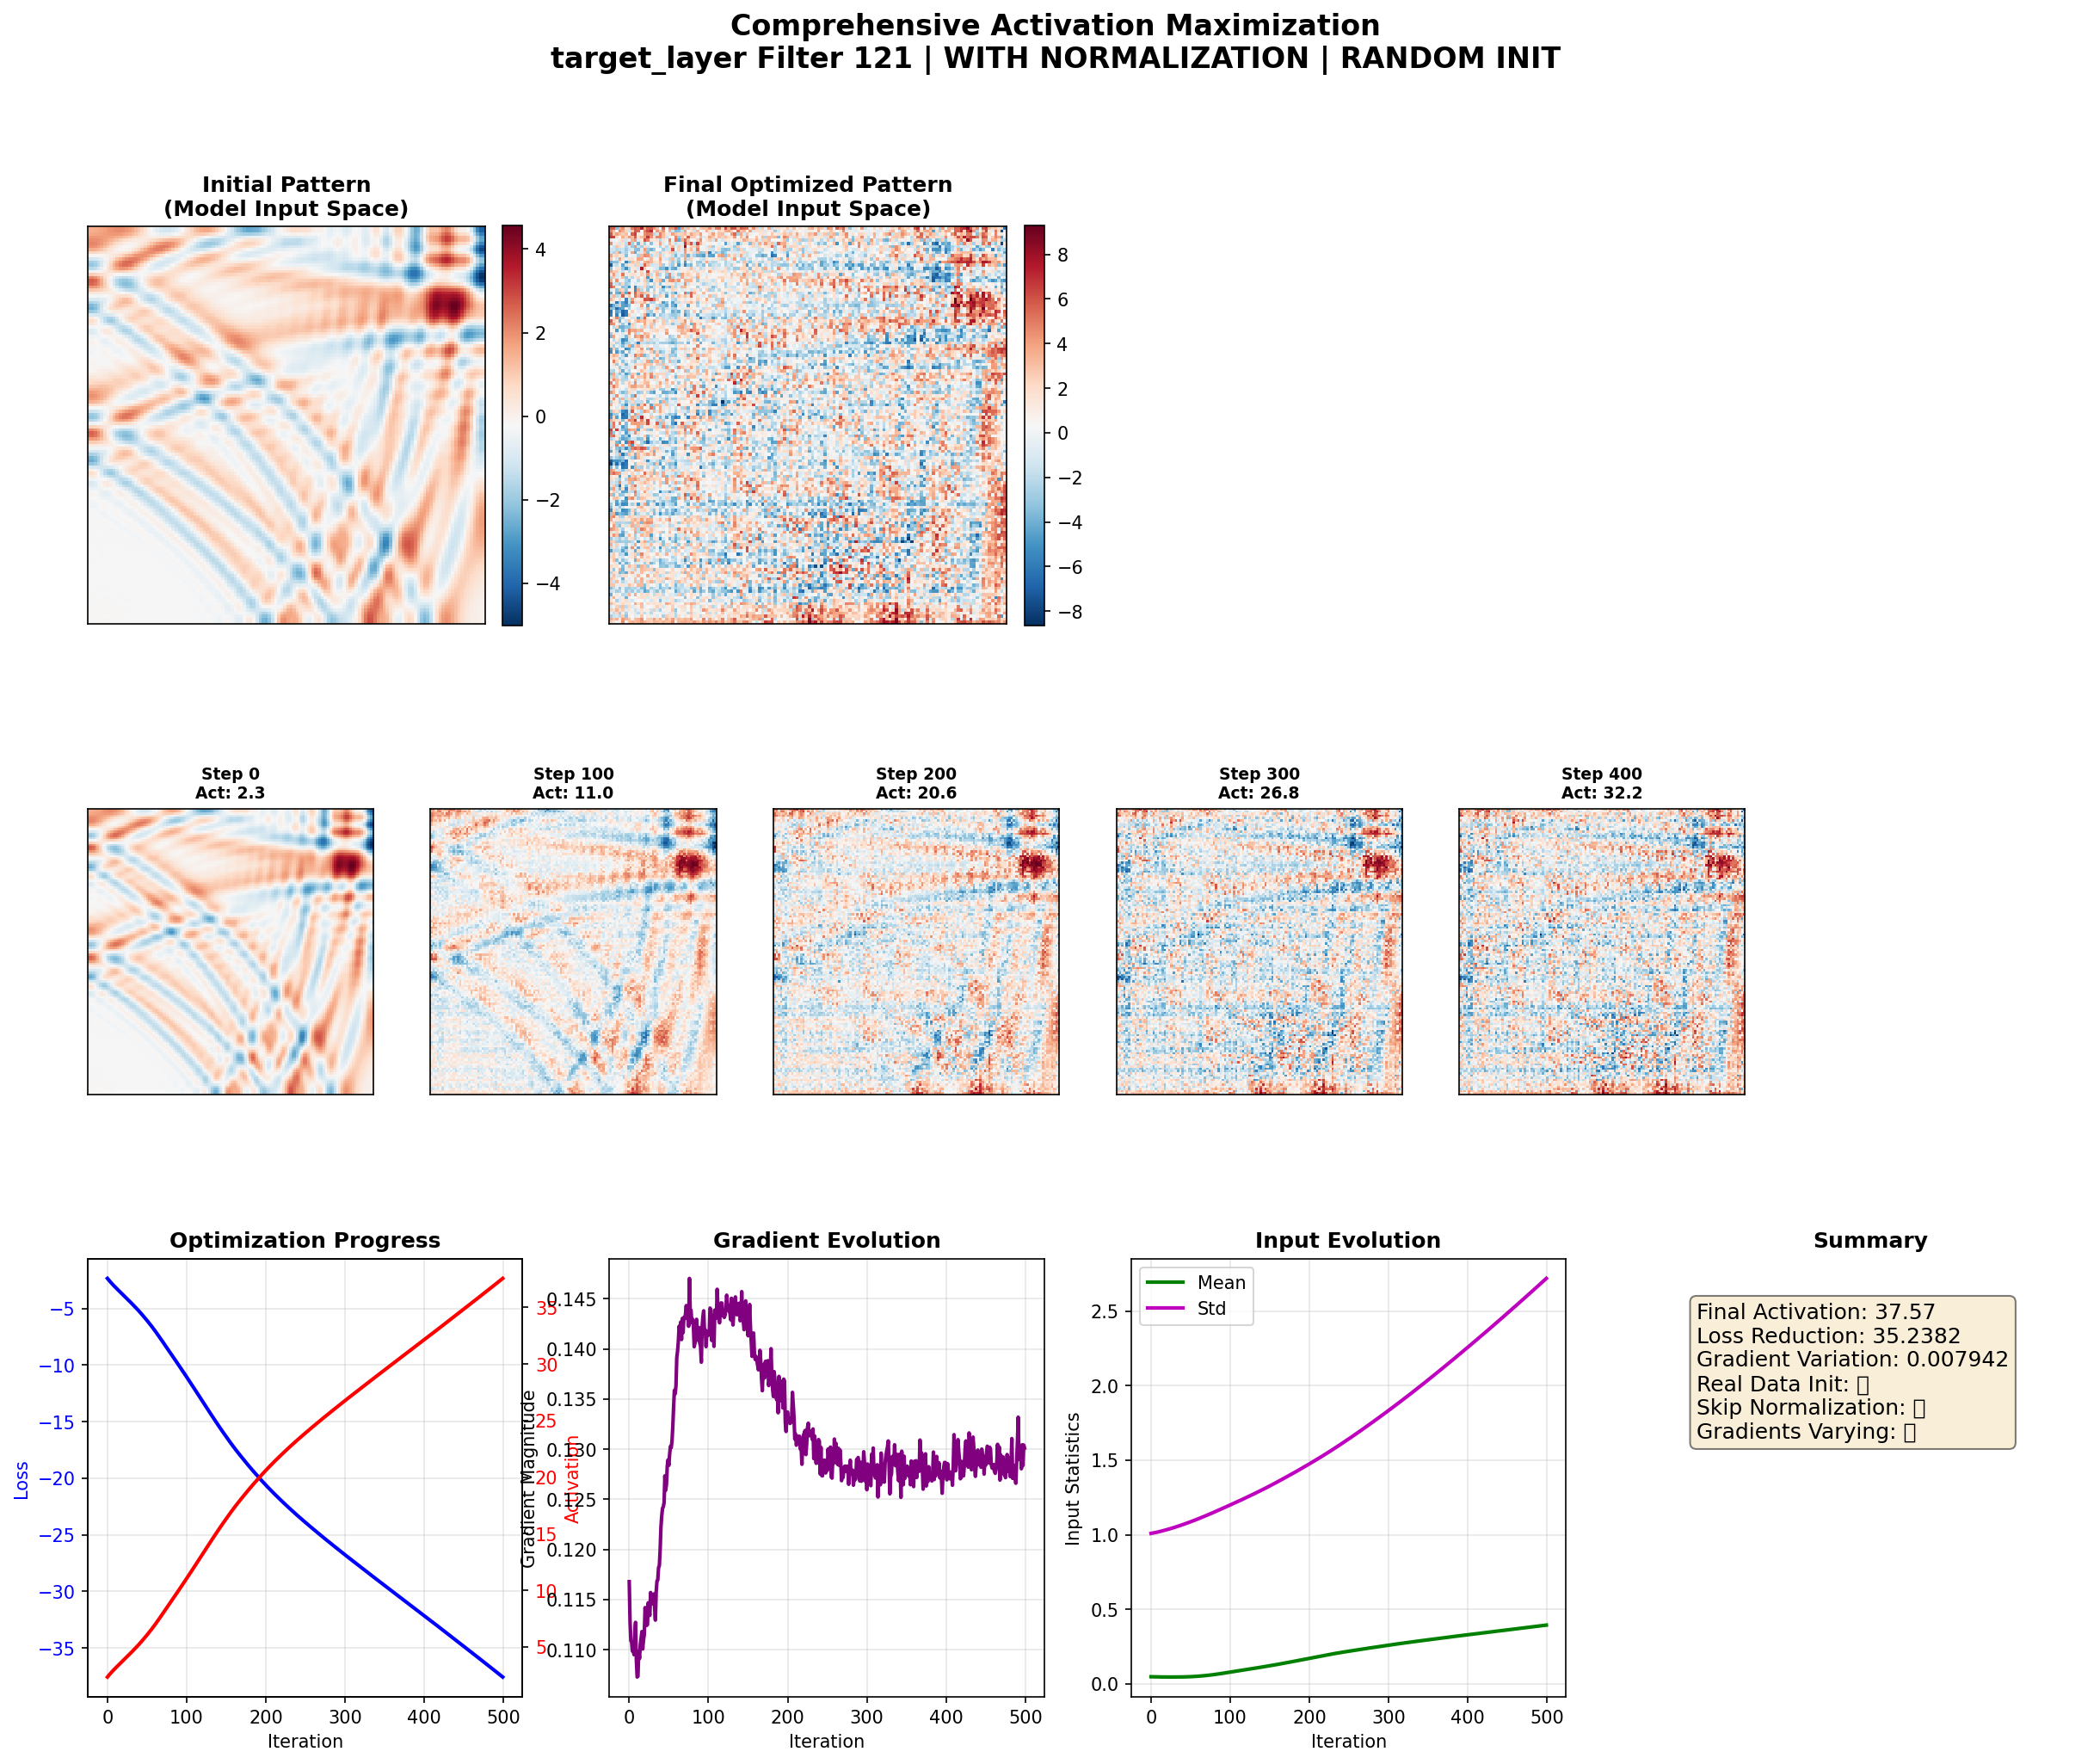 Comprehensive Activation Maximization
target_layer Filter 121 | WITH NORMALIZATION | RANDOM INIT
Initial Pattern
(Model Input Space)
4
2
0
−2
−4
Final Optimized Pattern
(Model Input Space)
8
6
4
2
0
−2
−4
−6
−8
Step 0
Act: 2.3
Step 100
Act: 11.0
Step 200
Act: 20.6
Step 300
Act: 26.8
Step 400
Act: 32.2
Optimization Progress
Loss
−5
−10
−15
−20
−25
−30
−35
0 100 200 300 400 500
Iteration
35
30
25
20
15
10
5
Activation
Gradient Evolution
Gradient Magnitude
0.145
0.140
0.135
0.130
0.125
0.120
0.115
0.110
0 100 200 300 400 500
Iteration
Input Evolution
Input Statistics
Mean
Std
2.5
2.0
1.5
1.0
0.5
0.0
0 100 200 300 400 500
Iteration
Summary
Final Activation: 37.57
Loss Reduction: 35.2382
Gradient Variation: 0.007942
Real Data Init:
Skip Normalization:
Gradients Varying: